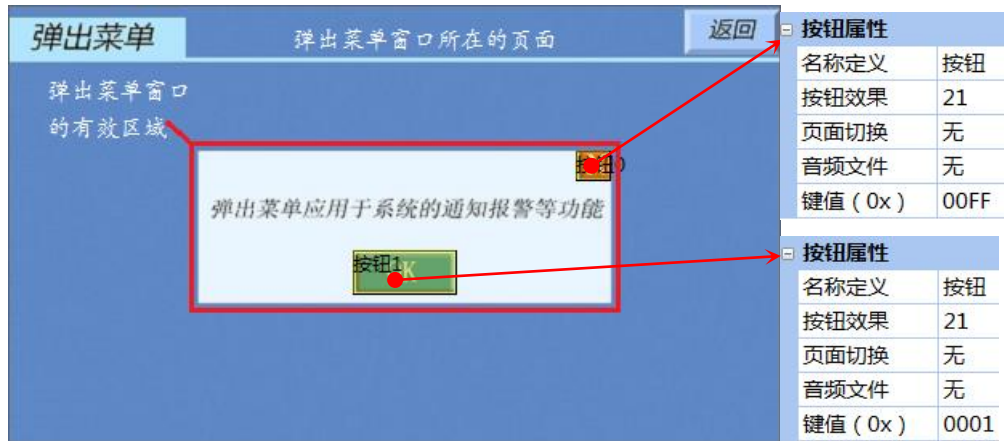 弹出菜单
弹出菜单窗口所在的页面
返回
弹出菜单窗口
的有效区域
按钮0
弹出菜单应用于系统的通知报警等功能
按钮1
K
按钮属性
名称定义 按钮
按钮效果 21
页面切换 无
音频文件 无
键值（0x） 00FF
按钮属性
名称定义 按钮
按钮效果 21
页面切换 无
音频文件 无
键值（0x） 0001